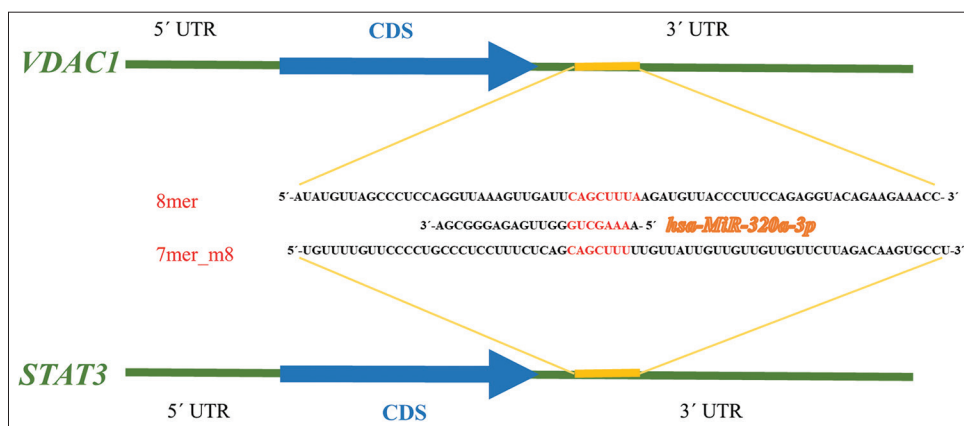 5´ UTR CDS 3´ UTR
VDAC1
8mer 5´-AUAUGUUAGCCCUCCAGGUUAAAGUUGAUUCAGCUUUAAGAUGUUACCCUUCCAGAGGUACAGAAGAAACC- 3´
3´-AGCGGGAGAGUUGGGUCGAAAA- 5´ hsa-MiR-320a-3p
7mer_m8 5´-UGUUUUGUUCCCCUGCCCUCCUUUCUCAGCAGCUUUUUGUUAUUGUUGUUGUUGUUCUUAGACAAGUGCCU-3´
STAT3
5´ UTR CDS 3´ UTR